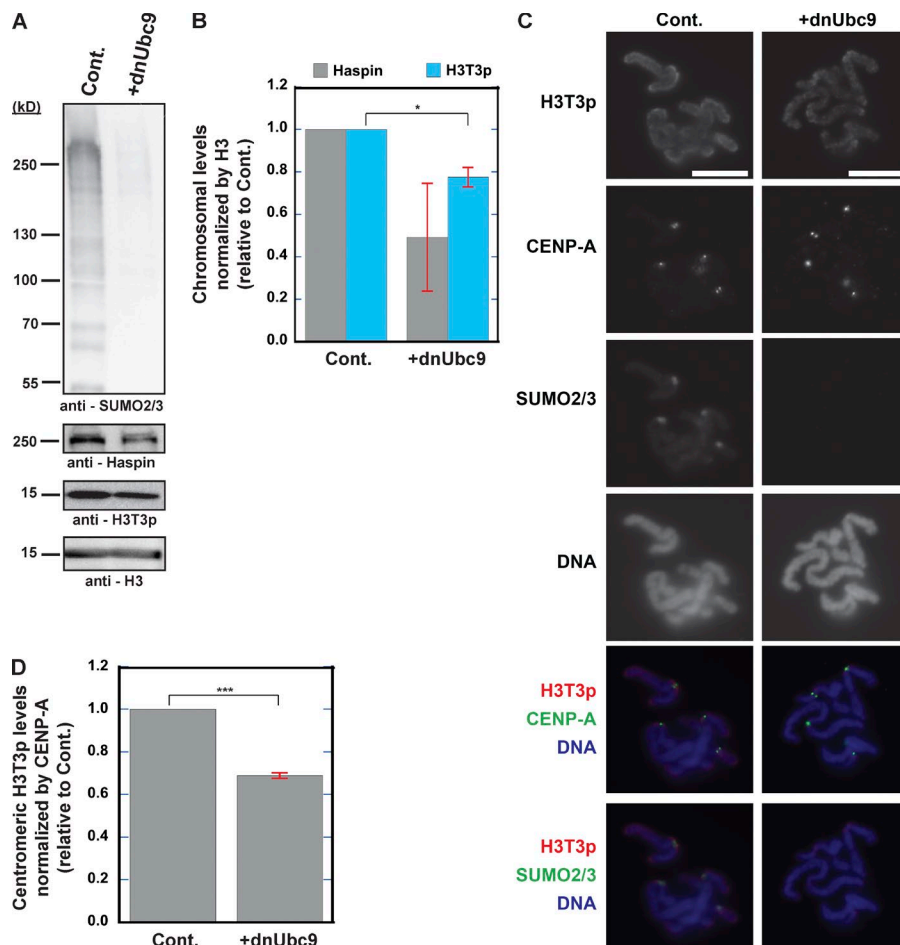 A
Cont.
+dnUbc9
(kD)
250
130
100
70
55
anti - SUMO2/3
250
anti - Haspin
15
anti - H3T3p
15
anti - H3
B
Haspin
H3T3p
Chromosomal levels
normalized by H3
(relative to Cont.)
1.2
1.0
0.8
0.6
0.4
0.2
0.0
*
Cont.
+dnUbc9
C
Cont.
+dnUbc9
H3T3p
CENP-A
SUMO2/3
DNA
H3T3p
CENP-A
DNA
H3T3p
SUMO2/3
DNA
D
Centromeric H3T3p levels
normalized by CENP-A
(relative to Cont.)
1.2
1.0
0.8
0.6
0.4
0.2
0.0
***
Cont.
+dnUbc9